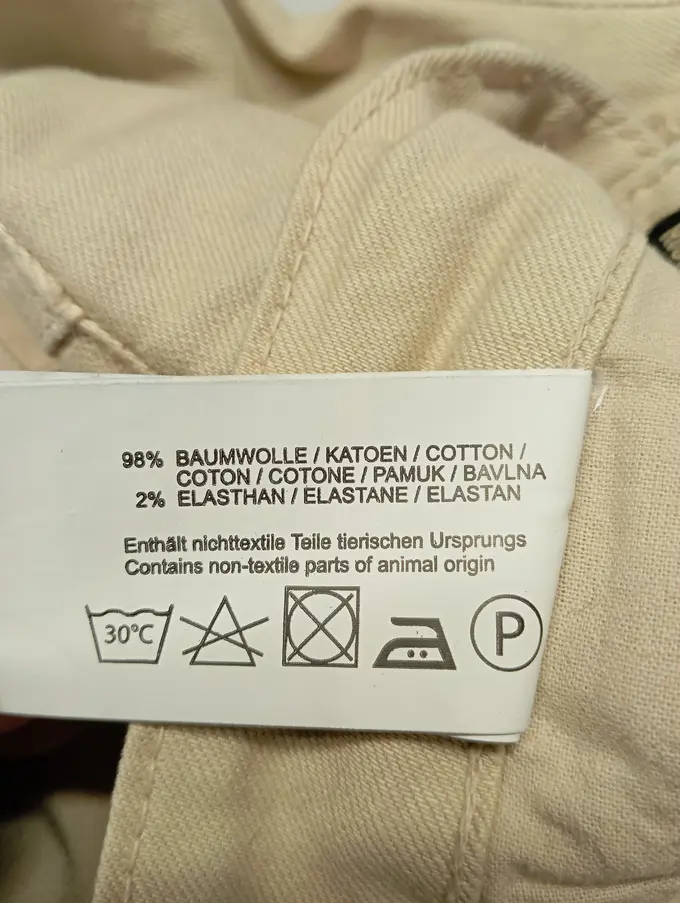 98% BAUMWOLLE / KATOEN / COTTON /
COTON / COTONE / PAMUK / BAVLNA
2% ELASTHAN / ELASTANE / ELASTAN
Enthält nichttextile Teile tierischen Ursprungs
Contains non-textile parts of animal origin
30°C P